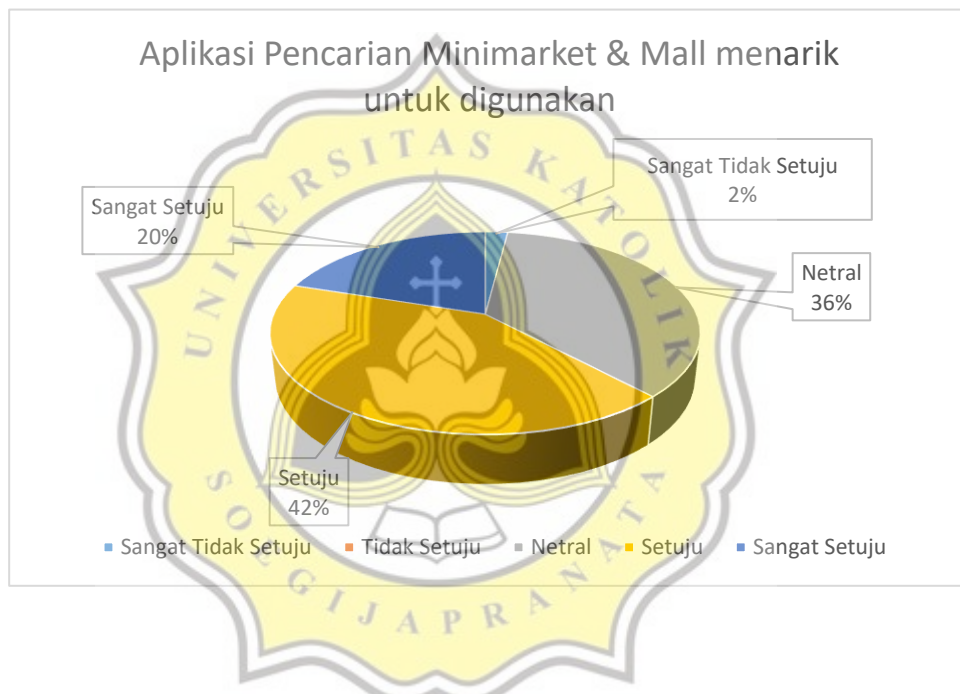 Aplikasi Pencarian Minimarket & Mall menarik
untuk digunakan
UNIVERSITAS KATOLIK
Sangat Tidak Setuju
2%
Sangat Setuju
20%
Netral
36%
Setuju
42%
Sangat Tidak Setuju Tidak Setuju Netral Setuju Sangat Setuju
SOEGIJAPRANATA